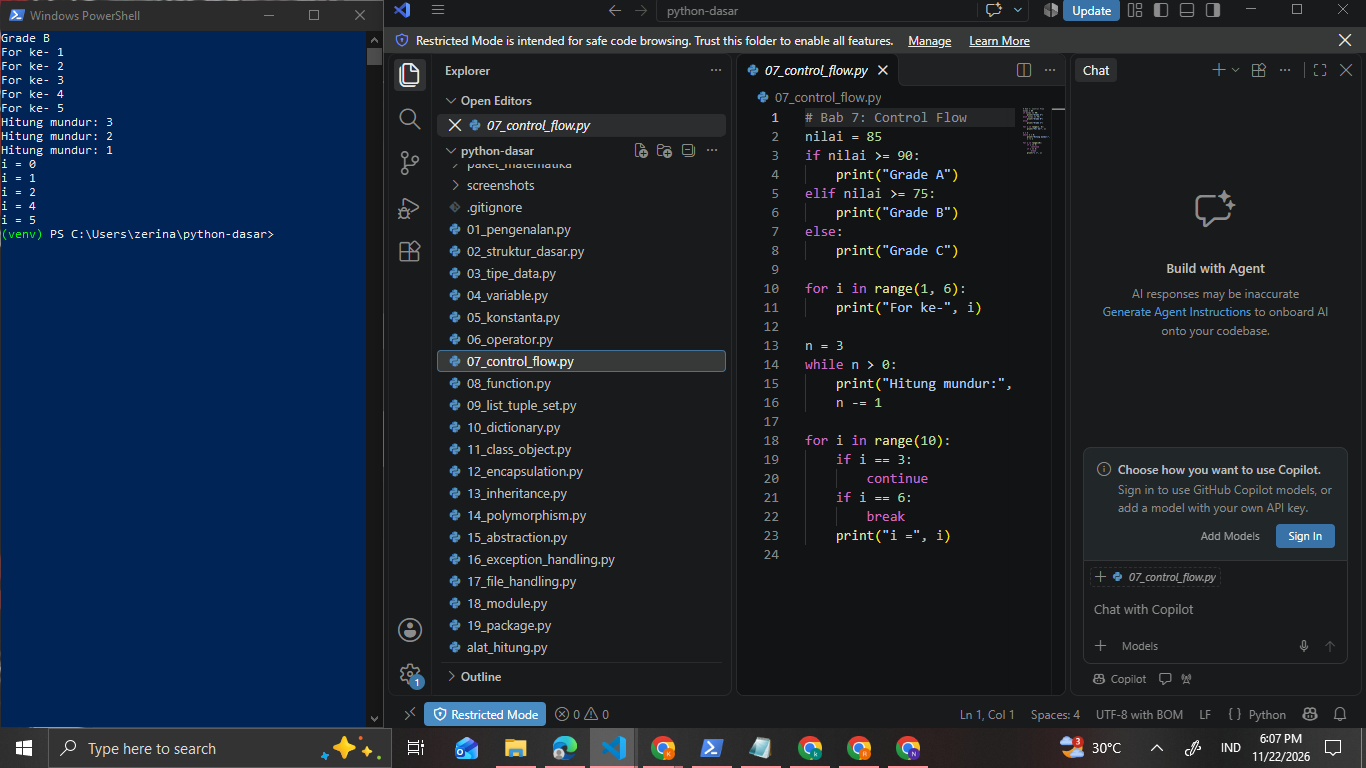 Windows PowerShell
Grade B
For ke- 1
For ke- 2
For ke- 3
For ke- 4
For ke- 5
Hitung mundur: 3
Hitung mundur: 2
Hitung mundur: 1
i = 0
i = 1
i = 2
i = 4
i = 5
(venv) PS C:\Users\zerina\python-dasar>
python-dasar
Update
Restricted Mode is intended for safe code browsing. Trust this folder to enable all features. Manage Learn More
Explorer
Open Editors
07_control_flow.py
python-dasar
paket_matematika
screenshots
.gitignore
01_pengenalan.py
02_struktur_dasar.py
03_tipe_data.py
04_variable.py
05_konstanta.py
06_operator.py
07_control_flow.py
08_function.py
09_list_tuple_set.py
10_dictionary.py
11_class_object.py
12_encapsulation.py
13_inheritance.py
14_polymorphism.py
15_abstraction.py
16_exception_handling.py
17_file_handling.py
18_module.py
19_package.py
alat_hitung.py
Outline
1
07_control_flow.py
07_control_flow.py
1 # Bab 7: Control Flow
2 nilai = 85
3 if nilai >= 90:
4     print("Grade A")
5 elif nilai >= 75:
6     print("Grade B")
7 else:
8     print("Grade C")
9
10 for i in range(1, 6):
11     print("For ke-", i)
12
13 n = 3
14 while n > 0:
15     print("Hitung mundur:",
16     n -= 1
17
18 for i in range(10):
19     if i == 3:
20         continue
21     if i == 6:
22         break
23     print("i =", i)
24
Chat
Build with Agent
AI responses may be inaccurate
Generate Agent Instructions to onboard AI
onto your codebase.
Choose how you want to use Copilot.
Sign in to use GitHub Copilot models, or
add a model with your own API key.
Add Models Sign In
07_control_flow.py
Chat with Copilot
Models
Copilot
Restricted Mode 0 0 Ln 1, Col 1 Spaces: 4 UTF-8 with BOM LF {} Python
Type here to search
3 30°C IND 6:07 PM
11/22/2026